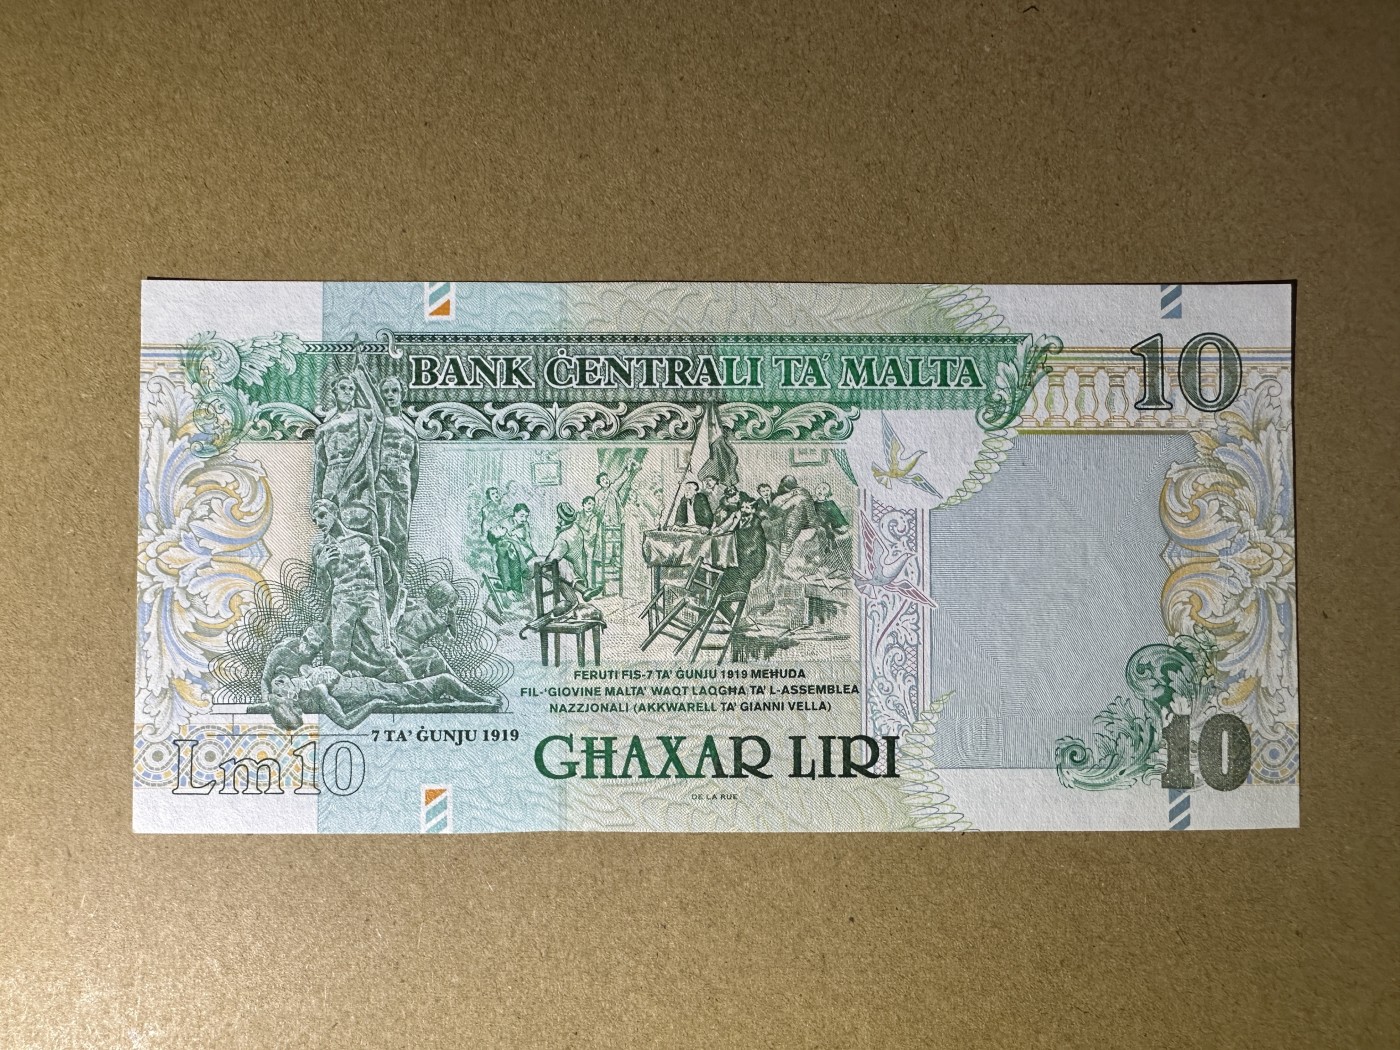 BANK ĊENTRALI TA' MALTA
10
FERUTI FIS-7 TA' ĠUNJU 1919 MEĦUDA
FIL-'GIOVINE MALTA' WAQT LAQGĦA TA' L-ASSEMBLEA
NAZZJONALI (AKKWARELL TA' GIANNI VELLA)
7 TA' ĠUNJU 1919
Lm10
GĦAXAR LIRI
10
DE LA RUE